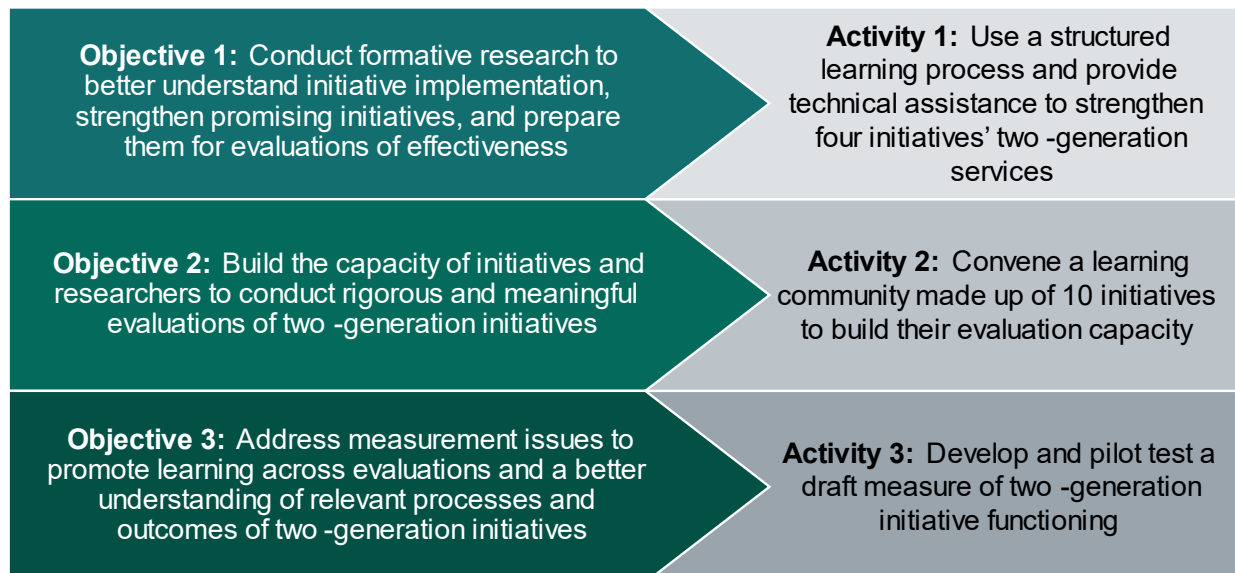 Objective 1: Conduct formative research to
better understand initiative implementation,
strengthen promising initiatives, and prepare
them for evaluations of effectiveness
Activity 1: Use a structured
learning process and provide
technical assistance to strengthen
four initiatives’ two -generation
services
Objective 2: Build the capacity of initiatives and
researchers to conduct rigorous and meaningful
evaluations of two -generation initiatives
Activity 2: Convene a learning
community made up of 10 initiatives
to build their evaluation capacity
Objective 3: Address measurement issues to
promote learning across evaluations and a better
understanding of relevant processes and
outcomes of two -generation initiatives
Activity 3: Develop and pilot test a
draft measure of two -generation
initiative functioning